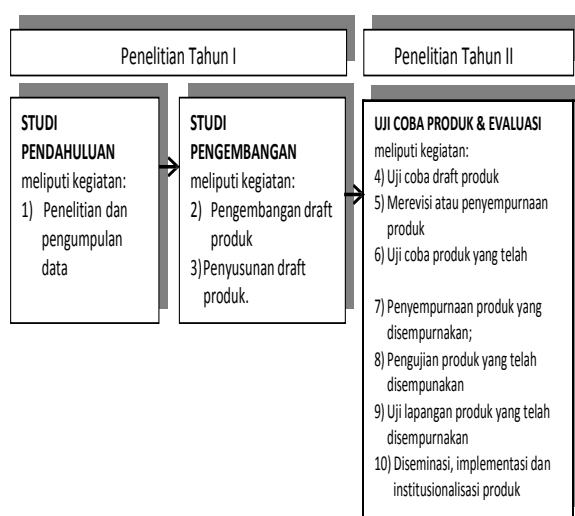 Penelitian Tahun I
Penelitian Tahun II
STUDI
PENDAHULUAN
meliputi kegiatan:
1) Penelitian dan
pengumpulan
data
STUDI
PENGEMBANGAN
meliputi kegiatan:
2) Pengembangan draft
produk
3)Penyusunan draft
produk.
UJI COBA PRODUK & EVALUASI
meliputi kegiatan:
4) Uji coba draft produk
5) Merevisi atau penyempurnaan
produk
6) Uji coba produk yang telah
7) Penyempurnaan produk yang
disempurnakan;
8) Pengujian produk yang telah
disempunakan
9) Uji lapangan produk yang telah
disempurnakan
10) Diseminasi, implementasi dan
institusionalisasi produk